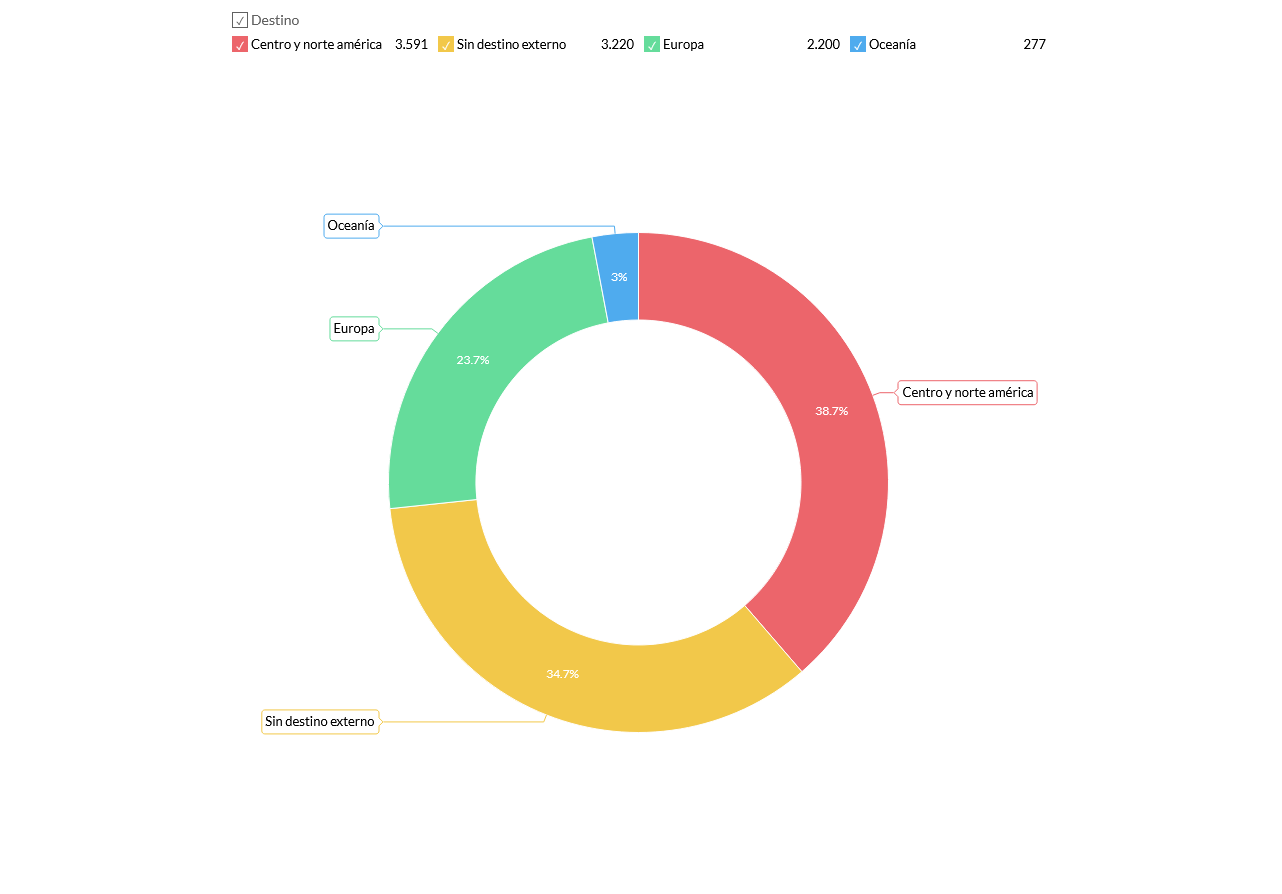 Destino
Centro y norte américa 3.591 Sin destino externo 3.220 Europa 2.200 Oceanía 277
Oceanía
3%
Europa
23.7%
Centro y norte américa
38.7%
34.7%
Sin destino externo